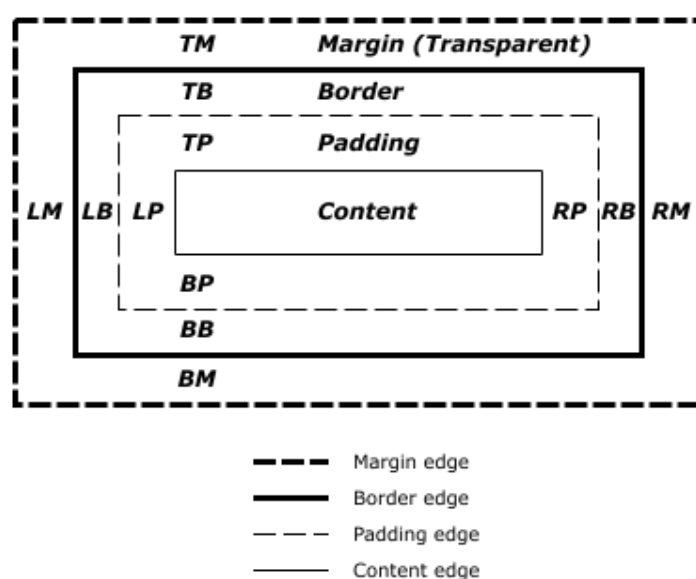 TM Margin (Transparent)
TB Border
TP Padding
LM LB LP Content RP RB RM
BP
BB
BM
Margin edge
Border edge
Padding edge
Content edge